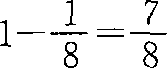 1 − 1/8 = 7/8